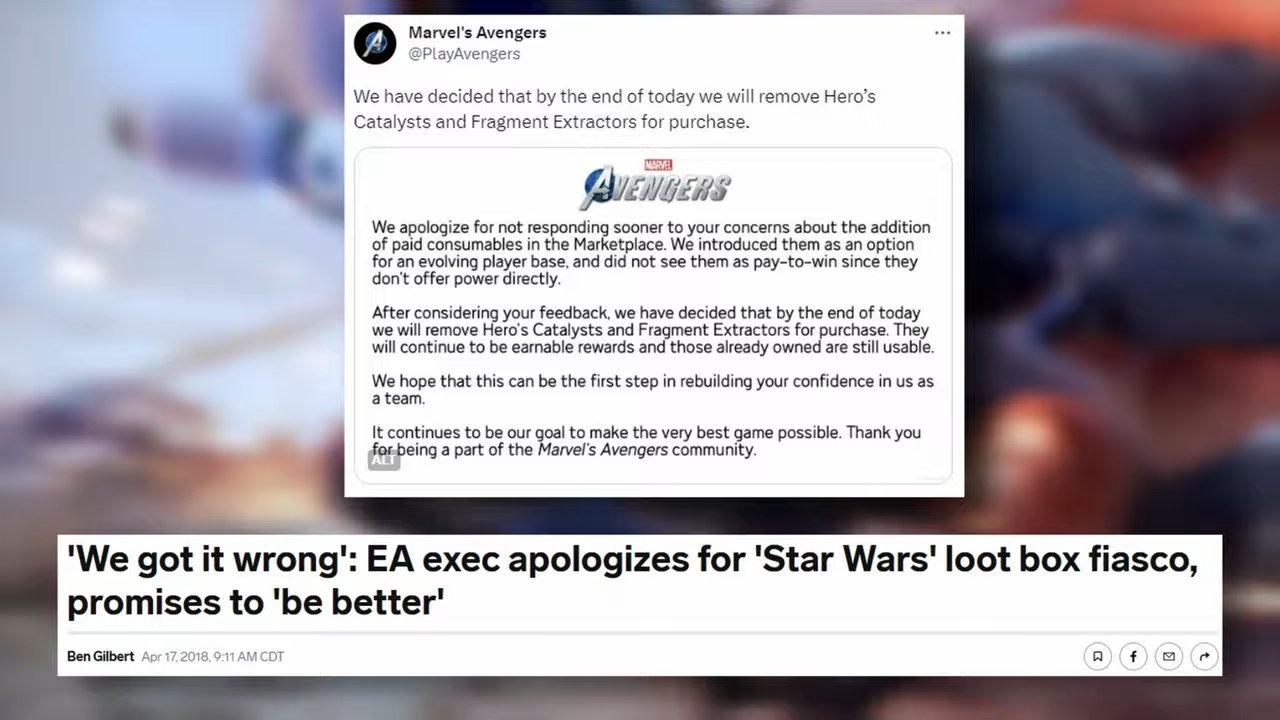 Marvel's Avengers
@PlayAvengers
We have decided that by the end of today we will remove Hero's
Catalysts and Fragment Extractors for purchase.
MARVEL
AVENGERS
We apologize for not responding sooner to your concerns about the addition
of paid consumables in the Marketplace. We introduced them as an option
for an evolving player base, and did not see them as pay-to-win since they
don't offer power directly.
After considering your feedback, we have decided that by the end of today
we will remove Hero's Catalysts and Fragment Extractors for purchase. They
will continue to be earnable rewards and those already owned are still usable.
We hope that this can be the first step in rebuilding your confidence in us as
a team.
It continues to be our goal to make the very best game possible. Thank you
for being a part of the Marvel's Avengers community.
ALT
'We got it wrong': EA exec apologizes for 'Star Wars' loot box fiasco,
promises to 'be better'
Ben Gilbert Apr 17, 2018, 9:11 AM CDT